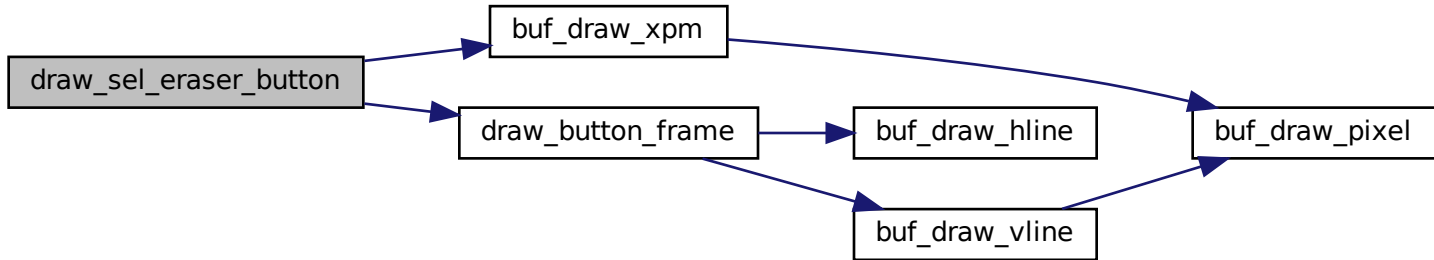 buf_draw_xpm
draw_sel_eraser_button
draw_button_frame
buf_draw_hline
buf_draw_pixel
buf_draw_vline